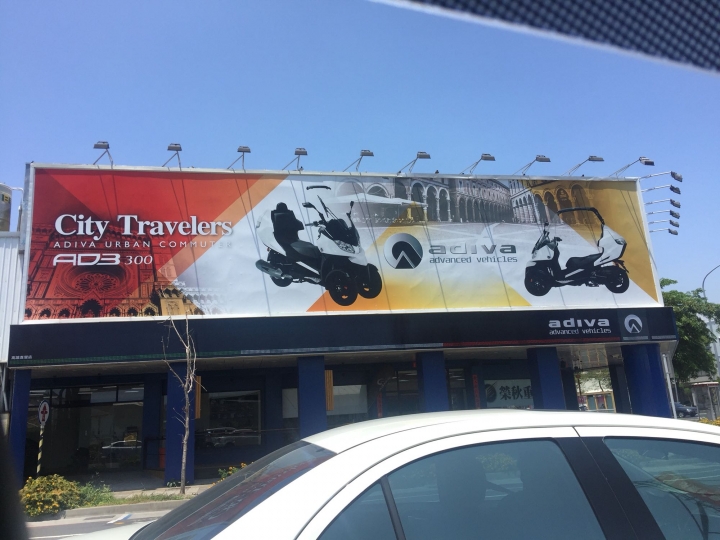 City Travelers
ADIVA URBAN COMMUTER
AD3 300
adiva
advanced vehicles
adiva
advanced vehicles